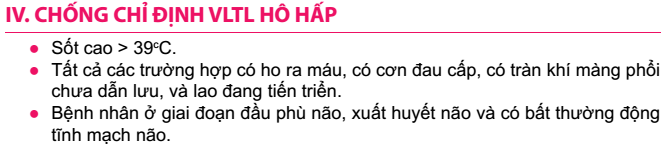 IV. CHỐNG CHỈ ĐỊNH VLTL HÔ HẤP
● Sốt cao > 39°C.
● Tất cả các trường hợp có ho ra máu, có cơn đau cấp, có tràn khí màng phổi
chưa dẫn lưu, và lao đang tiến triển.
● Bệnh nhân ở giai đoạn đầu phù não, xuất huyết não và có bất thường động
tĩnh mạch não.